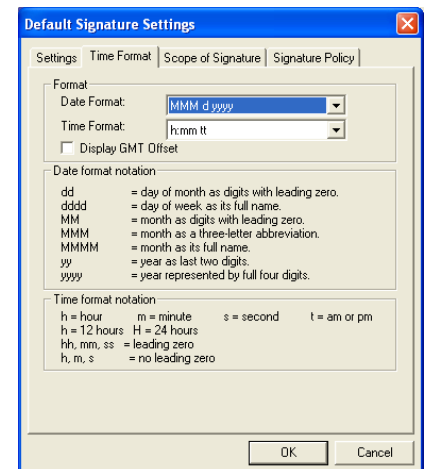 Default Signature Settings
Settings Time Format Scope of Signature Signature Policy
Format
Date Format: MMM d yyyy
Time Format: h:mm tt
Display GMT Offset
Date format notation
dd = day of month as digits with leading zero.
dddd = day of week as its full name.
MM = month as digits with leading zero.
MMM = month as a three-letter abbreviation.
MMMM = month as its full name.
yy = year as last two digits.
yyyy = year represented by full four digits.
Time format notation
h = hour m = minute s = second t = am or pm
h = 12 hours H = 24 hours
hh, mm, ss = leading zero
h, m, s = no leading zero
OK Cancel